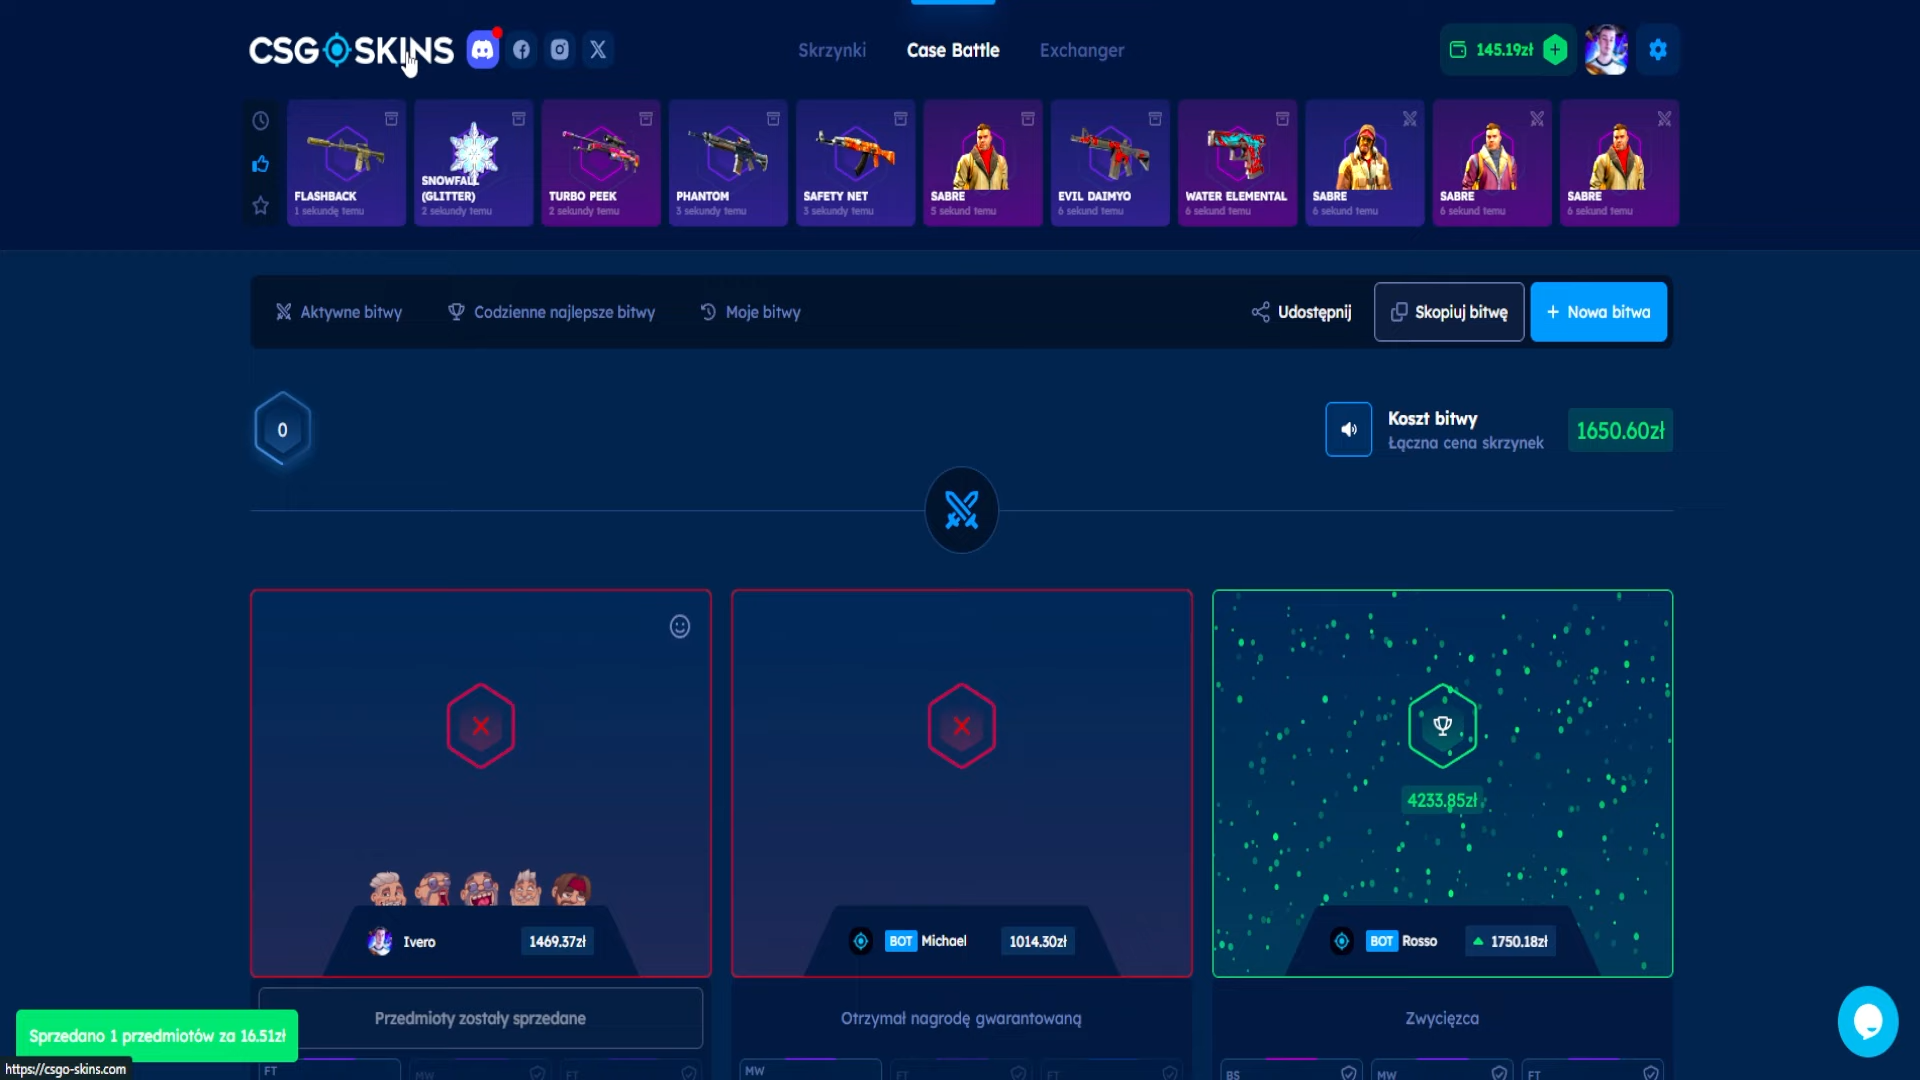 CSGOSKINS
Skrzynki
Case Battle
Exchanger
145.19zł
FLASHBACK
1 sekundę temu
SNOWFALL
(GLITTER)
2 sekundy temu
TURBO PEEK
2 sekundy temu
PHANTOM
3 sekundy temu
SAFETY NET
3 sekundy temu
SABRE
5 sekund temu
EVIL DAIMYO
6 sekund temu
WATER ELEMENTAL
6 sekund temu
SABRE
6 sekund temu
SABRE
6 sekund temu
SABRE
6 sekund temu
Aktywne bitwy
Codzienne najlepsze bitwy
Moje bitwy
Udostępnij
Skopiuj bitwę
+ Nowa bitwa
0
Koszt bitwy
Łączna cena skrzynek
1650.60zł
4233.85zł
Ivero
1469.37zł
BOT Michael
1014.30zł
BOT Rosso
1750.18zł
Przedmioty zostały sprzedane
Otrzymał nagrodę gwarantowaną
Zwycięzca
Sprzedano 1 przedmiotów za 16.51zł
FT
MW
FT
MW
FT
FT
BS
MW
FT
https://csgo-skins.com